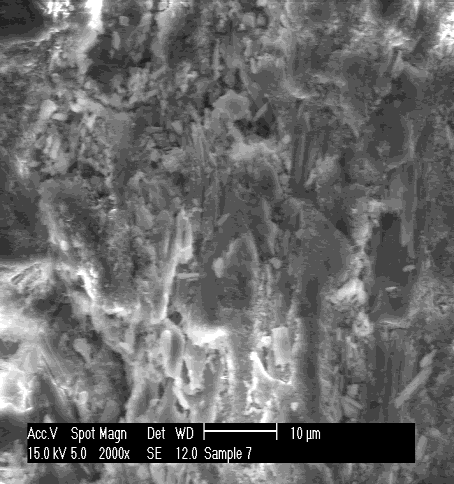 Acc.V Spot Magn Det WD 10 µm
15.0 kV 5.0 2000x SE 12.0 Sample 7